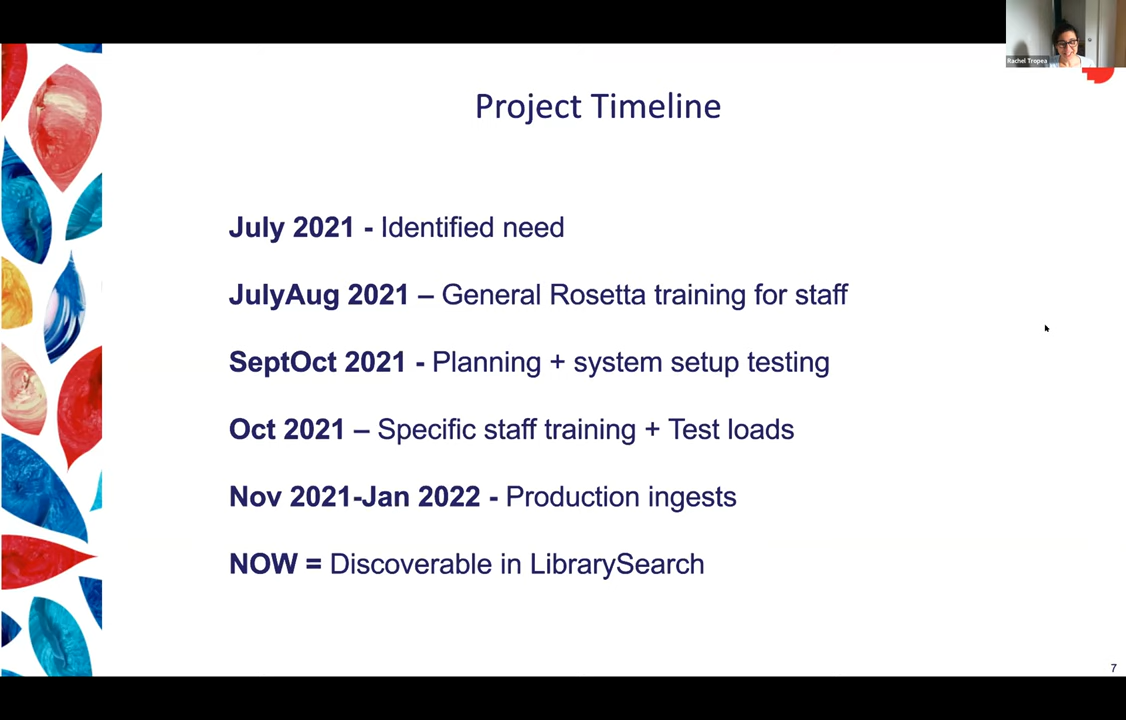 Rachel Tropea
Project Timeline
July 2021 - Identified need
JulyAug 2021 – General Rosetta training for staff
SeptOct 2021 - Planning + system setup testing
Oct 2021 – Specific staff training + Test loads
Nov 2021-Jan 2022 - Production ingests
NOW = Discoverable in LibrarySearch
7